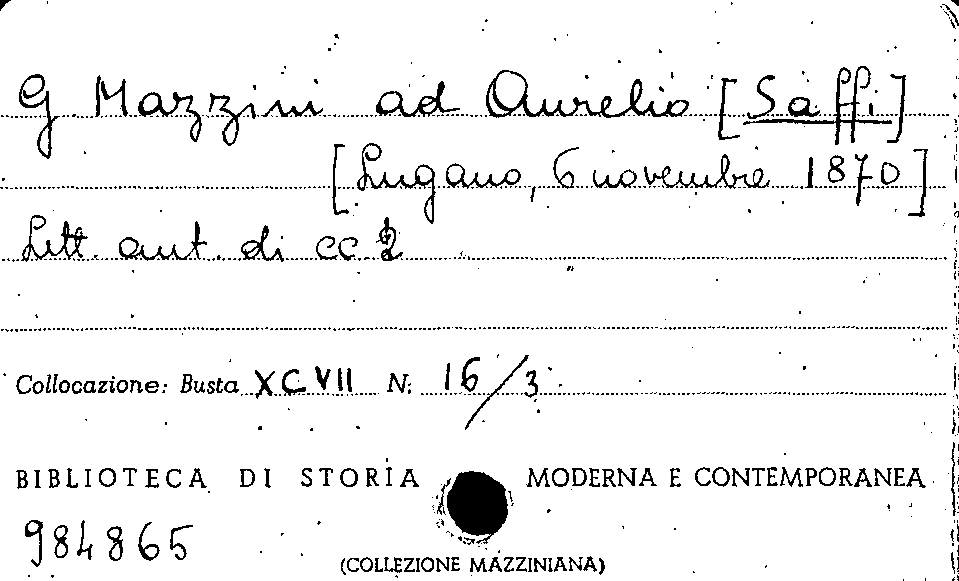 G Mazzini ad Aurelio [Saffi]
[Lugano, 6 novembre 1870]
Lett. aut. di cc 2
Collocazione: Busta XCVII N: 16/3
BIBLIOTECA DI STORIA MODERNA E CONTEMPORANEA
984865
(COLLEZIONE MAZZINIANA)